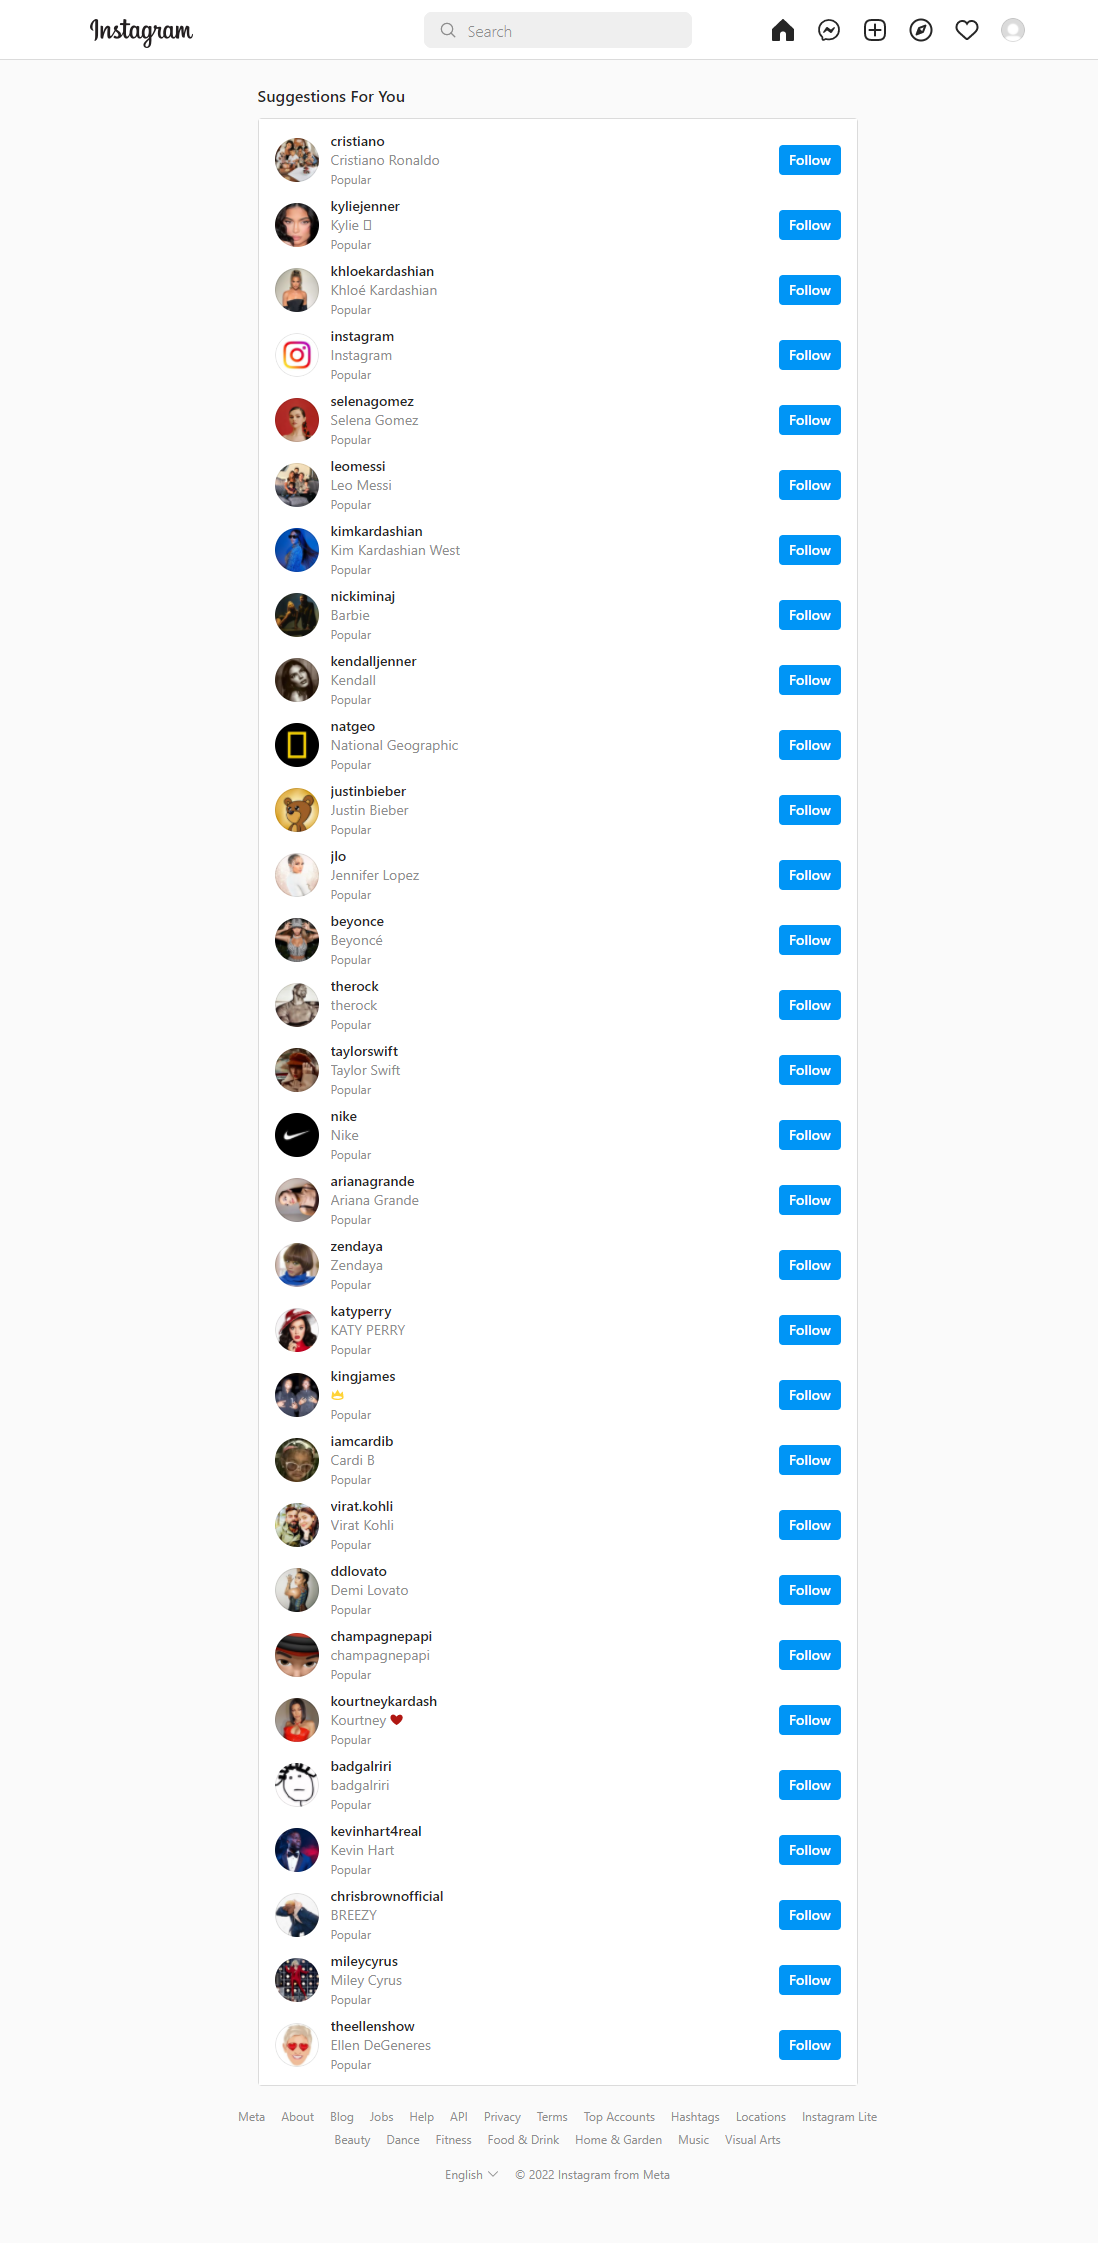 Instagram
Search
Suggestions For You
cristiano
Cristiano Ronaldo
Popular
Follow
kyliejenner
Kylie
Popular
Follow
khloekardashian
Khloé Kardashian
Popular
Follow
instagram
Instagram
Popular
Follow
selenagomez
Selena Gomez
Popular
Follow
leomessi
Leo Messi
Popular
Follow
kimkardashian
Kim Kardashian West
Popular
Follow
nickiminaj
Barbie
Popular
Follow
kendalljenner
Kendall
Popular
Follow
natgeo
National Geographic
Popular
Follow
justinbieber
Justin Bieber
Popular
Follow
jlo
Jennifer Lopez
Popular
Follow
beyonce
Beyoncé
Popular
Follow
therock
therock
Popular
Follow
taylorswift
Taylor Swift
Popular
Follow
nike
Nike
Popular
Follow
arianagrande
Ariana Grande
Popular
Follow
zendaya
Zendaya
Popular
Follow
katyperry
KATY PERRY
Popular
Follow
kingjames
👑
Popular
Follow
iamcardib
Cardi B
Popular
Follow
virat.kohli
Virat Kohli
Popular
Follow
ddlovato
Demi Lovato
Popular
Follow
champagnepapi
champagnepapi
Popular
Follow
kourtneykardash
Kourtney ❤
Popular
Follow
badgalriri
badgalriri
Popular
Follow
kevinhart4real
Kevin Hart
Popular
Follow
chrisbrownofficial
BREEZY
Popular
Follow
mileycyrus
Miley Cyrus
Popular
Follow
theellenshow
Ellen DeGeneres
Popular
Follow
Meta About Blog Jobs Help API Privacy Terms Top Accounts Hashtags Locations Instagram Lite
Beauty Dance Fitness Food & Drink Home & Garden Music Visual Arts
English © 2022 Instagram from Meta